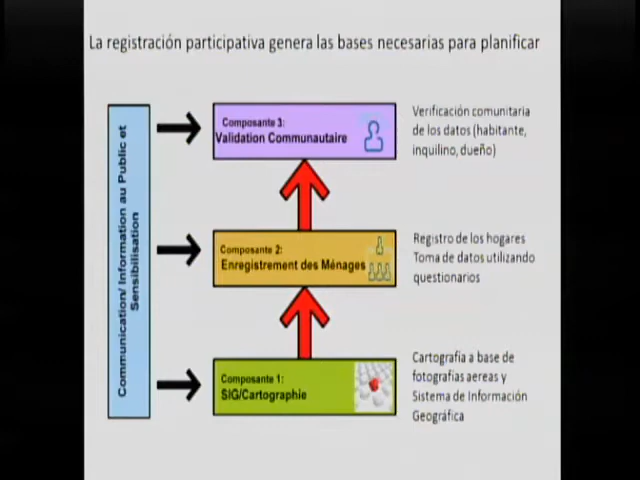 La registración participativa genera las bases necesarias para planificar
Communication/ Information au Public et
Sensibilisation
Composante 3:
Validation Communautaire
Verificación comunitaria
de los datos (habitante,
inquilino, dueño)
Composante 2:
Enregistrement des Ménages
Registro de los hogares
Toma de datos utilizando
questionarios
Composante 1:
SIG/Cartographie
Cartografía a base de
fotografías aereas y
Sistema de Información
Geográfica